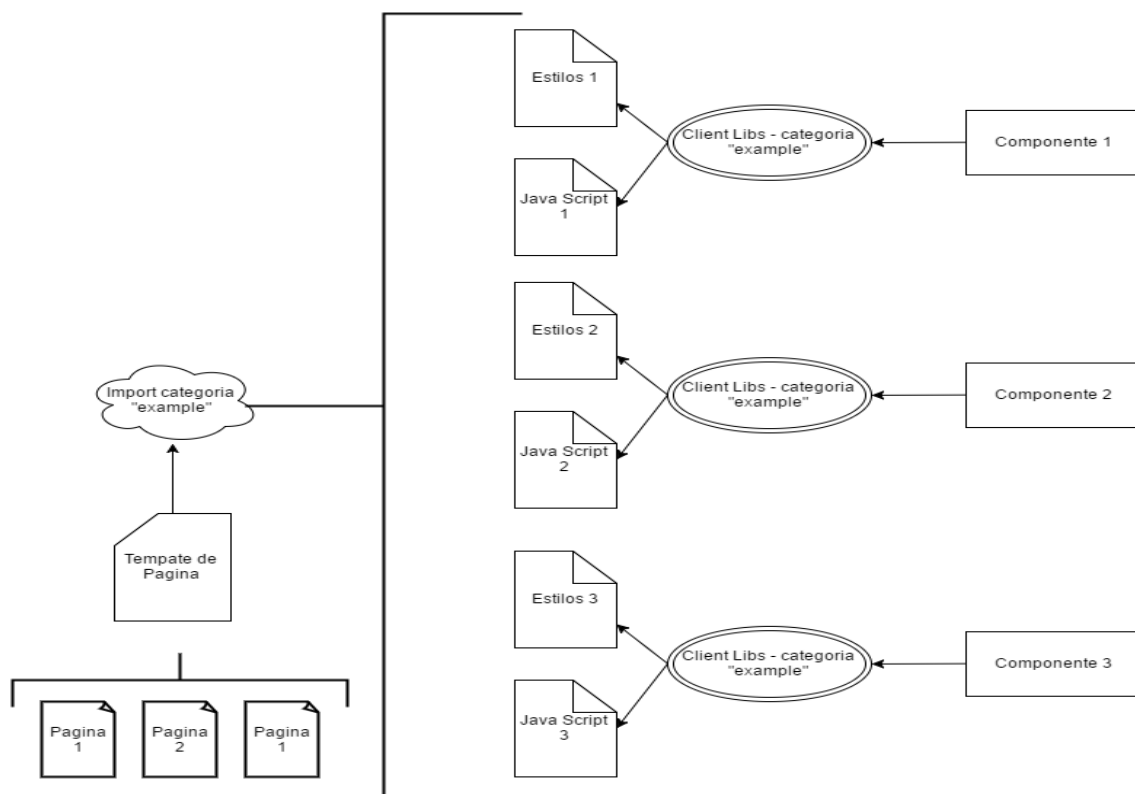 Estilos 1
Client Libs - categoria
"example"
Componente 1
Java Script
1
Estilos 2
Client Libs - categoria
"example"
Componente 2
Java Script
2
Import categoria
"example"
Tempate de
Pagina
Estilos 3
Client Libs - categoria
"example"
Componente 3
Java Script
3
Pagina
1
Pagina
2
Pagina
1